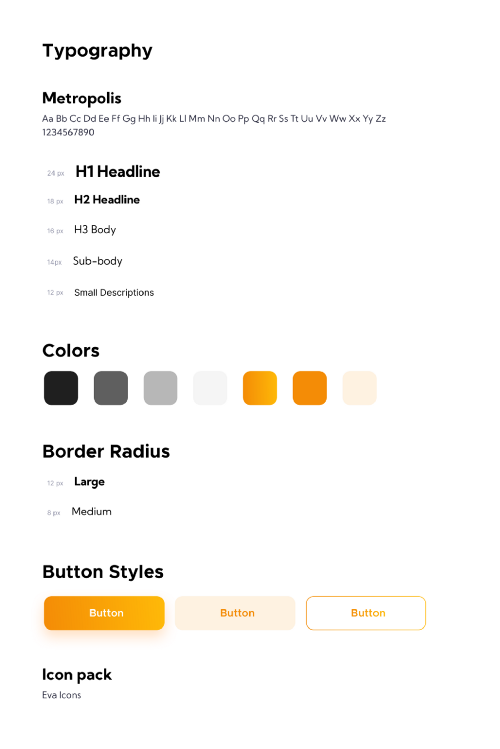 Typography
Metropolis
Aa Bb Cc Dd Ee Ff Gg Hh Ii Jj Kk Ll Mm Nn Oo Pp Qq Rr Ss Tt Uu Vv Ww Xx Yy Zz
1234567890
24 px H1 Headline
18 px H2 Headline
16 px H3 Body
14px Sub-body
12 px Small Descriptions
Colors
Border Radius
12 px Large
8 px Medium
Button Styles
Button Button Button
Icon pack
Eva Icons